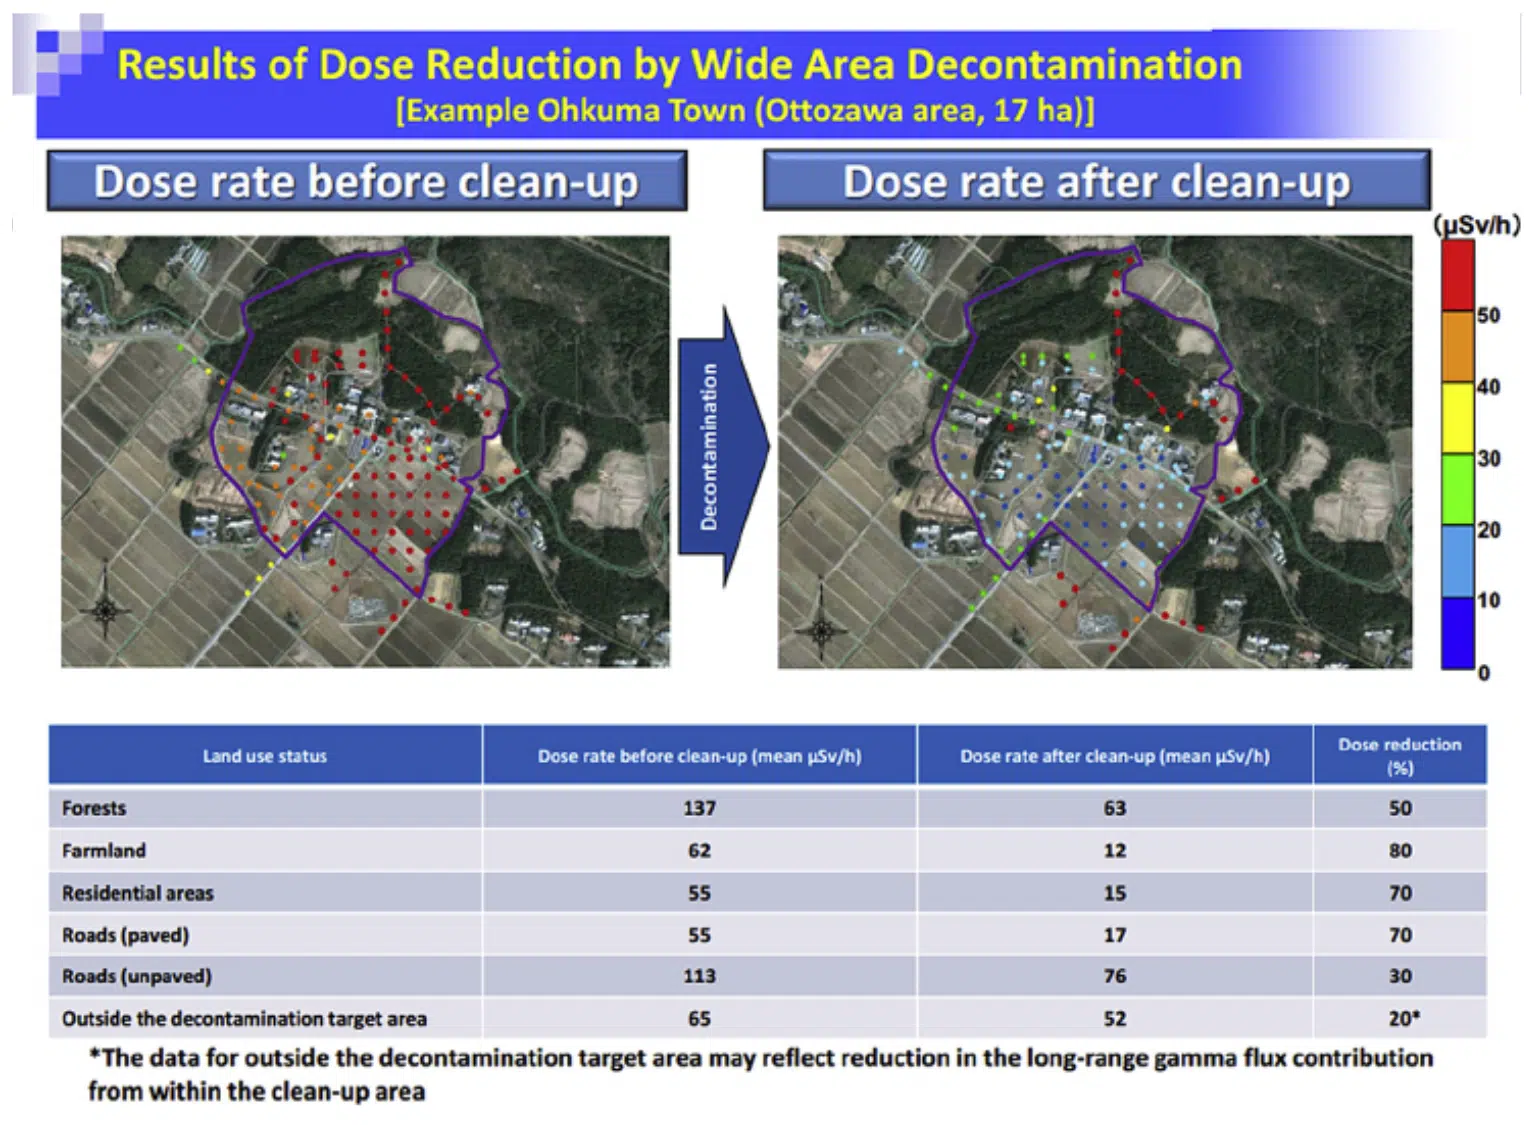 Results of Dose Reduction by Wide Area Decontamination
[Example Ohkuma Town (Ottozawa area, 17 ha)]
Dose rate before clean-up
Dose rate after clean-up
(μSv/h)
50
40
30
20
10
0
Decontamination
Land use status Dose rate before clean-up (mean μSv/h) Dose rate after clean-up (mean μSv/h) Dose reduction
(%)
Forests 137 63 50
Farmland 62 12 80
Residential areas 55 15 70
Roads (paved) 55 17 70
Roads (unpaved) 113 76 30
Outside the decontamination target area 65 52 20*
*The data for outside the decontamination target area may reflect reduction in the long-range gamma flux contribution
from within the clean-up area